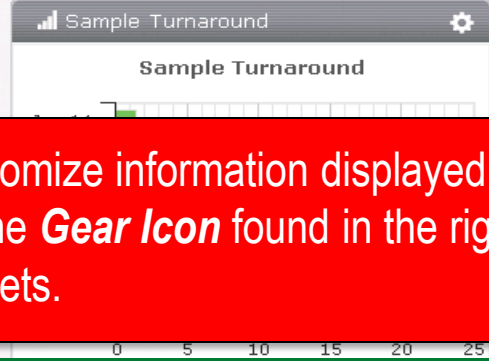 Sample Turnaround
Sample Turnaround
omize information displayed
Gear Icon found in the rig
ets.
0 5 10 15 20 25